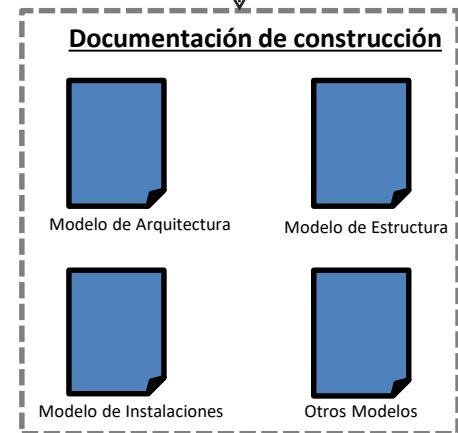 Documentación de construcción
Modelo de Arquitectura
Modelo de Estructura
Modelo de Instalaciones
Otros Modelos